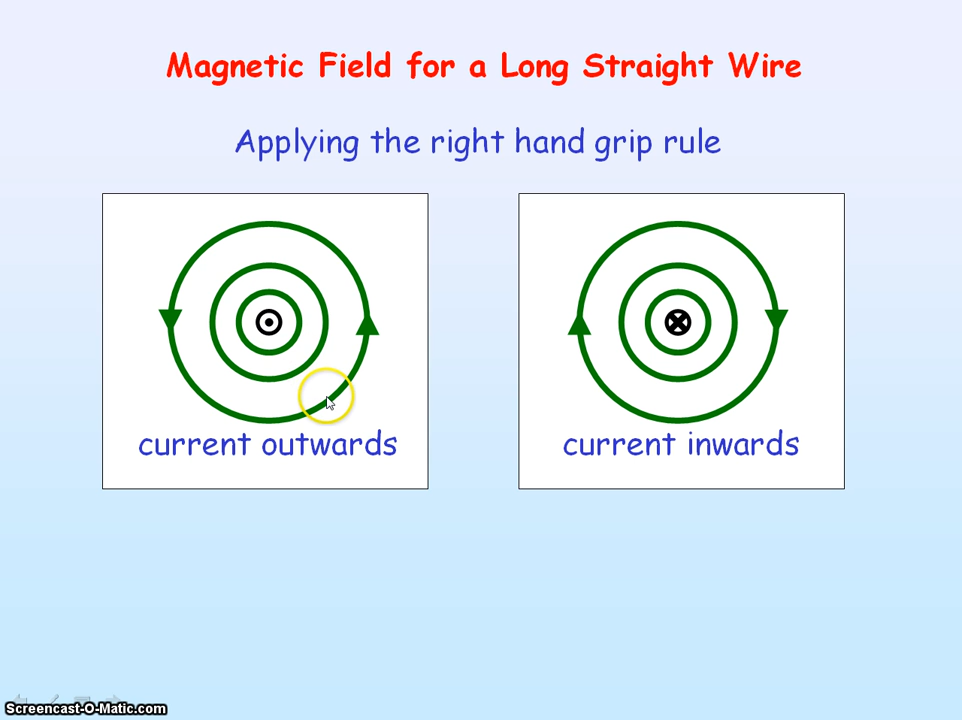 Magnetic Field for a Long Straight Wire
Applying the right hand grip rule
current outwards
current inwards
Screencast-O-Matic.com